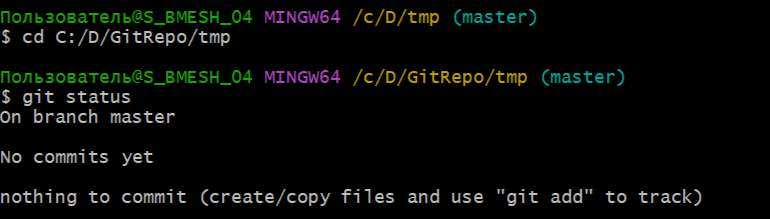 Пользователь@S_BMESH_04 MINGW64 /c/D/tmp (master)
$ cd C:/D/GitRepo/tmp
Пользователь@S_BMESH_04 MINGW64 /c/D/GitRepo/tmp (master)
$ git status
On branch master
No commits yet
nothing to commit (create/copy files and use "git add" to track)